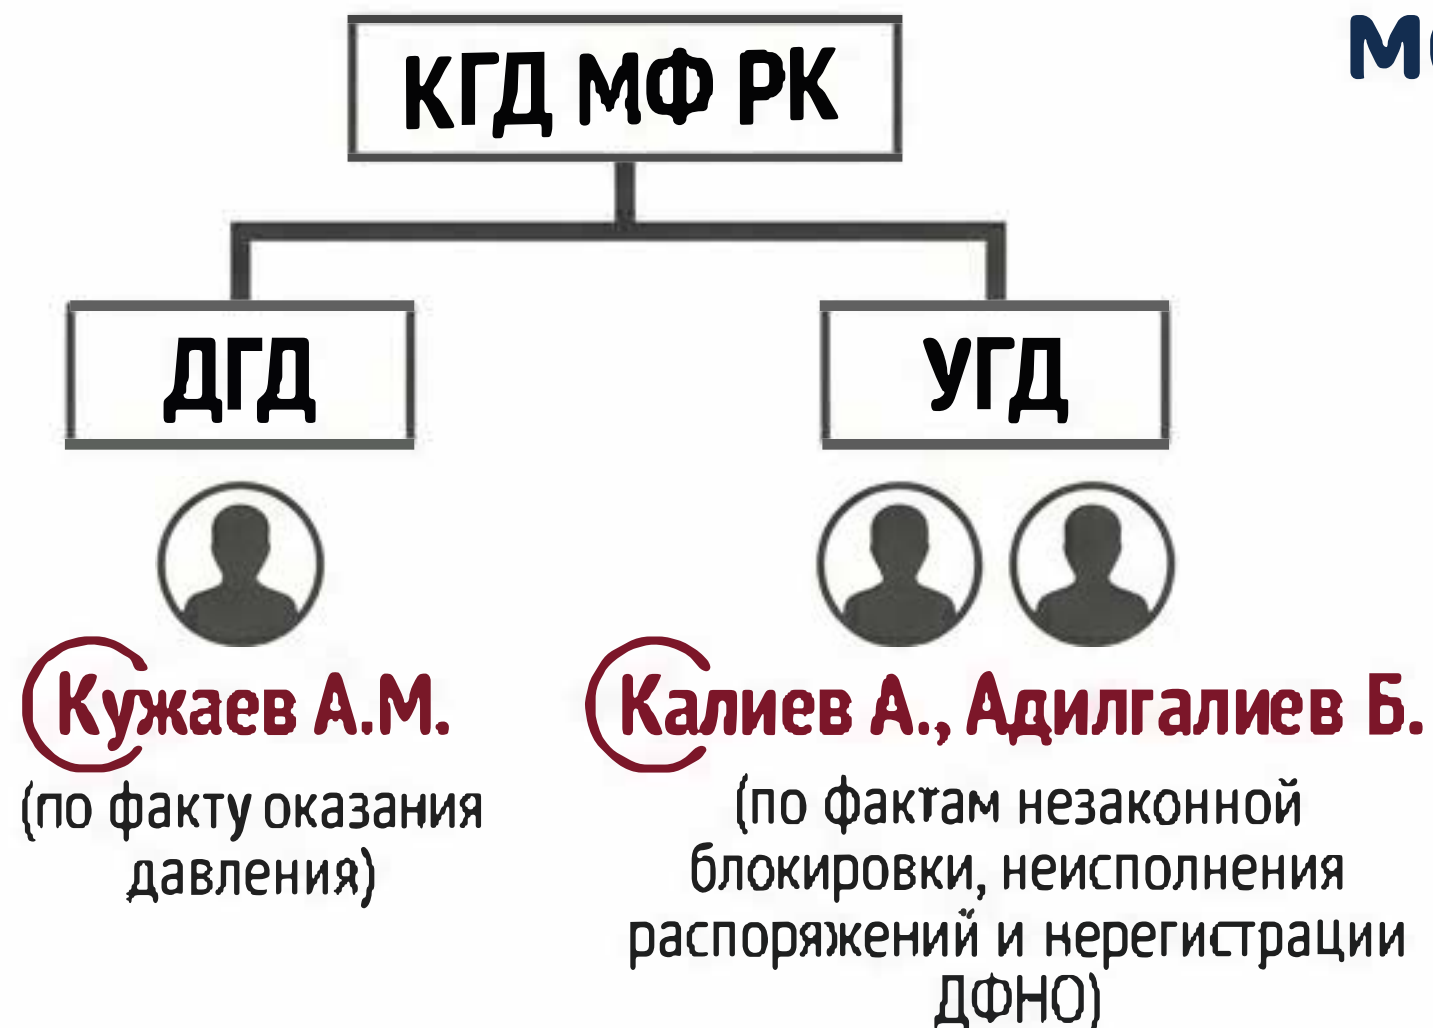 КГД МФ РК
ДГД
УГД
Кужаев А.М.
Калиев А., Адилгалиев Б.
(по факту оказания
давления)
(по фактам незаконной
блокировки, неисполнения
распоряжений и нерегистрации
ДФНО)